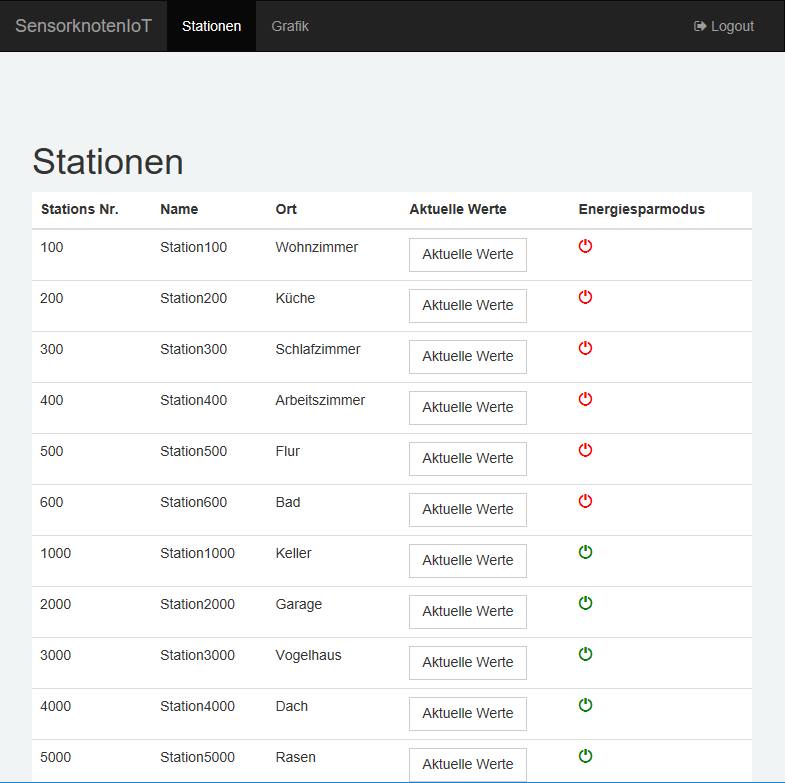 SensorknotenIoT Stationen Grafik Logout
Stationen
Stations Nr. Name Ort Aktuelle Werte Energiesparmodus
100 Station100 Wohnzimmer Aktuelle Werte
200 Station200 Küche Aktuelle Werte
300 Station300 Schlafzimmer Aktuelle Werte
400 Station400 Arbeitszimmer Aktuelle Werte
500 Station500 Flur Aktuelle Werte
600 Station600 Bad Aktuelle Werte
1000 Station1000 Keller Aktuelle Werte
2000 Station2000 Garage Aktuelle Werte
3000 Station3000 Vogelhaus Aktuelle Werte
4000 Station4000 Dach Aktuelle Werte
5000 Station5000 Rasen Aktuelle Werte